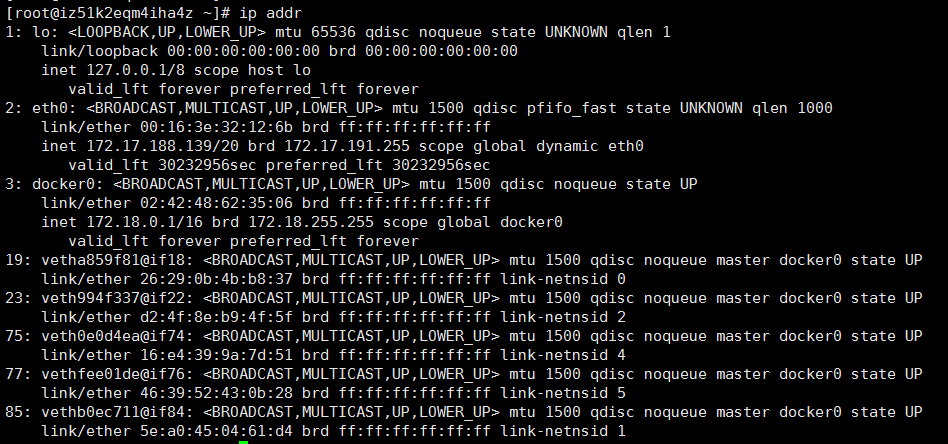 [root@iz51k2eqm4iha4z ~]# ip addr
1: lo: <LOOPBACK,UP,LOWER_UP> mtu 65536 qdisc noqueue state UNKNOWN qlen 1
    link/loopback 00:00:00:00:00:00 brd 00:00:00:00:00:00
    inet 127.0.0.1/8 scope host lo
       valid_lft forever preferred_lft forever
2: eth0: <BROADCAST,MULTICAST,UP,LOWER_UP> mtu 1500 qdisc pfifo_fast state UNKNOWN qlen 1000
    link/ether 00:16:3e:32:12:6b brd ff:ff:ff:ff:ff:ff
    inet 172.17.188.139/20 brd 172.17.191.255 scope global dynamic eth0
       valid_lft 30232956sec preferred_lft 30232956sec
3: docker0: <BROADCAST,MULTICAST,UP,LOWER_UP> mtu 1500 qdisc noqueue state UP
    link/ether 02:42:48:62:35:06 brd ff:ff:ff:ff:ff:ff
    inet 172.18.0.1/16 brd 172.18.255.255 scope global docker0
       valid_lft forever preferred_lft forever
19: vetha859f81@if18: <BROADCAST,MULTICAST,UP,LOWER_UP> mtu 1500 qdisc noqueue master docker0 state UP
    link/ether 26:29:0b:4b:b8:37 brd ff:ff:ff:ff:ff:ff link-netnsid 0
23: veth994f337@if22: <BROADCAST,MULTICAST,UP,LOWER_UP> mtu 1500 qdisc noqueue master docker0 state UP
    link/ether d2:4f:8e:b9:4f:5f brd ff:ff:ff:ff:ff:ff link-netnsid 2
75: veth0e0d4ea@if74: <BROADCAST,MULTICAST,UP,LOWER_UP> mtu 1500 qdisc noqueue master docker0 state UP
    link/ether 16:e4:39:9a:7d:51 brd ff:ff:ff:ff:ff:ff link-netnsid 4
77: vethfee01de@if76: <BROADCAST,MULTICAST,UP,LOWER_UP> mtu 1500 qdisc noqueue master docker0 state UP
    link/ether 46:39:52:43:0b:28 brd ff:ff:ff:ff:ff:ff link-netnsid 5
85: vethb0ec711@if84: <BROADCAST,MULTICAST,UP,LOWER_UP> mtu 1500 qdisc noqueue master docker0 state UP
    link/ether 5e:a0:45:04:61:d4 brd ff:ff:ff:ff:ff:ff link-netnsid 1